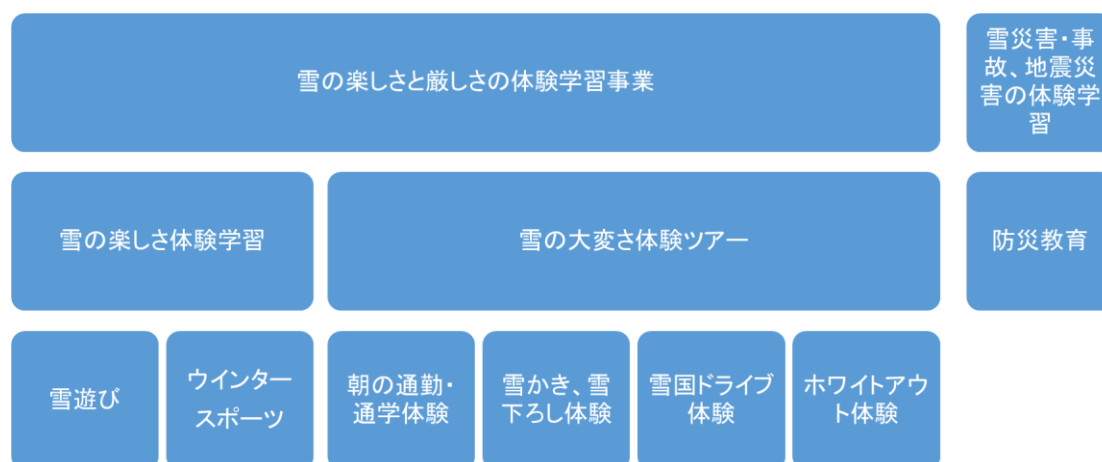 雪の楽しさと厳しさの体験学習事業
雪災害・事
故、地震災
害の体験学
習
雪の楽しさ体験学習
雪の大変さ体験ツアー
防災教育
雪遊び
ウインター
スポーツ
朝の通勤・
通学体験
雪かき、雪
下ろし体験
雪国ドライブ
体験
ホワイトアウ
ト体験